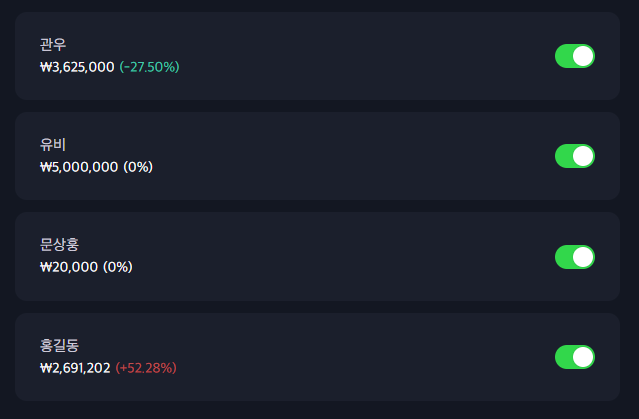 관우
₩3,625,000 (-27.50%)
유비
₩5,000,000 (0%)
문상훙
₩20,000 (0%)
홍길동
₩2,691,202 (+52.28%)